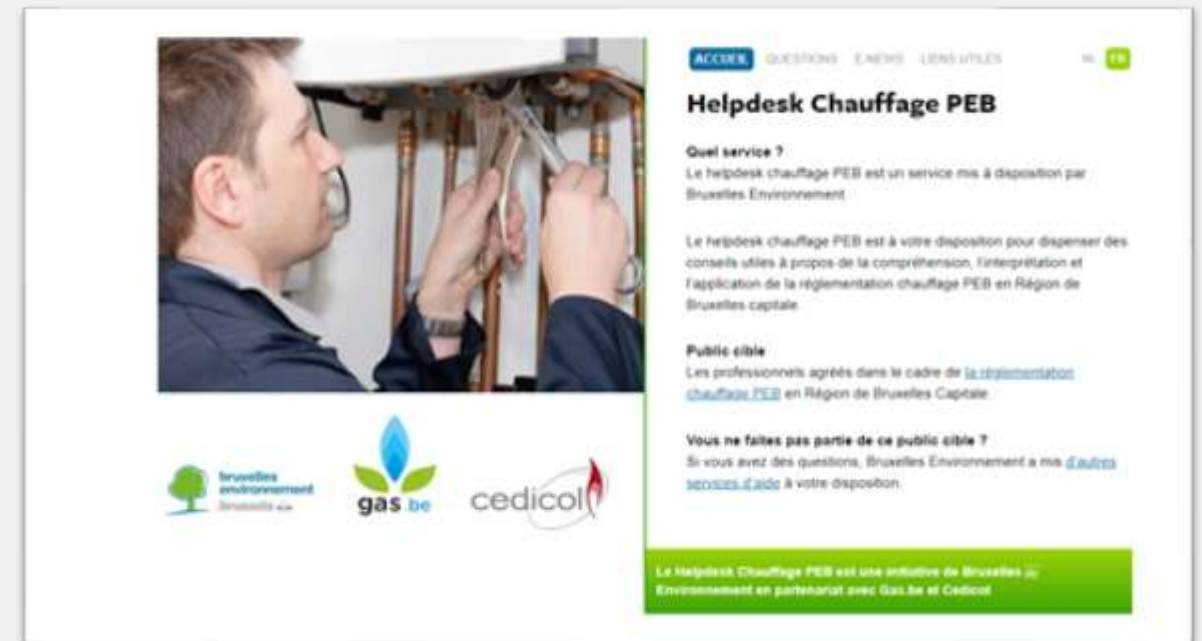 ACCUEIL QUESTIONS E-NEWS LIENS UTILES NL FR
Helpdesk Chauffage PEB
Quel service ?
Le helpdesk chauffage PEB est un service mis à disposition par
Bruxelles Environnement
Le helpdesk chauffage PEB est à votre disposition pour dispenser des
conseils utiles à propos de la compréhension, l'interprétation et
l'application de la réglementation chauffage PEB en Région de
Bruxelles capitale.
Public cible
Les professionnels agréés dans le cadre de la réglementation
chauffage PEB en Région de Bruxelles Capitale
Vous ne faites pas partie de ce public cible ?
Si vous avez des questions, Bruxelles Environnement a mis d'autres
services d'aide à votre disposition.
bruxelles
environnement
gas.be
cedicol
Le Helpdesk Chauffage PEB est une initiative de Bruxelles
Environnement en partenariat avec Gas.be et Cedicol